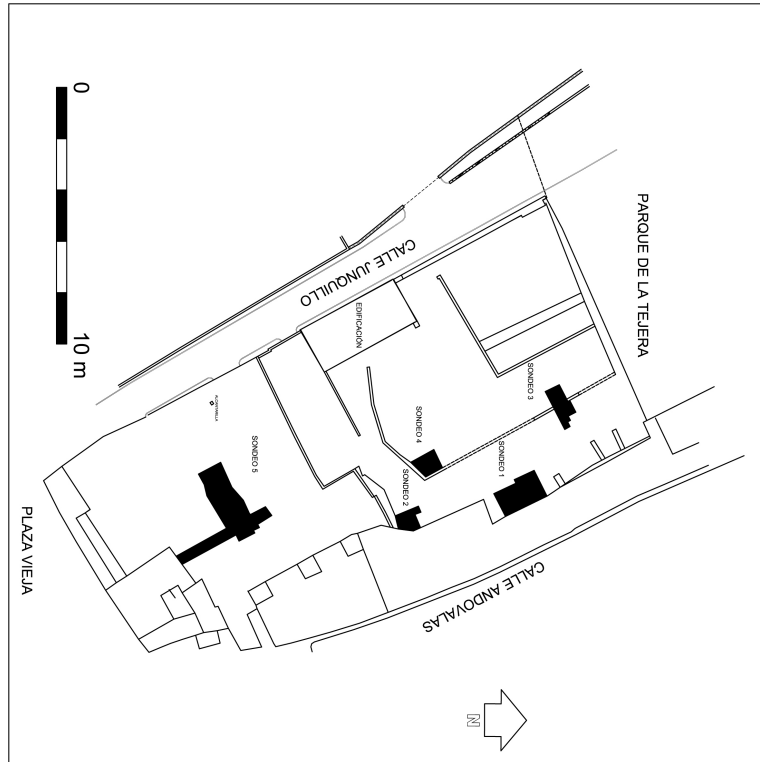 0
10 m
PARQUE DE LA TEJERA
CALLE JUNQUILLO
EDIFICACIÓN
SONDEO 3
SONDEO 4
SONDEO 1
SONDEO 2
SONDEO 5
ALCANTARILLA
PLAZA VIEJA
CALLE ANDOVALAS
N